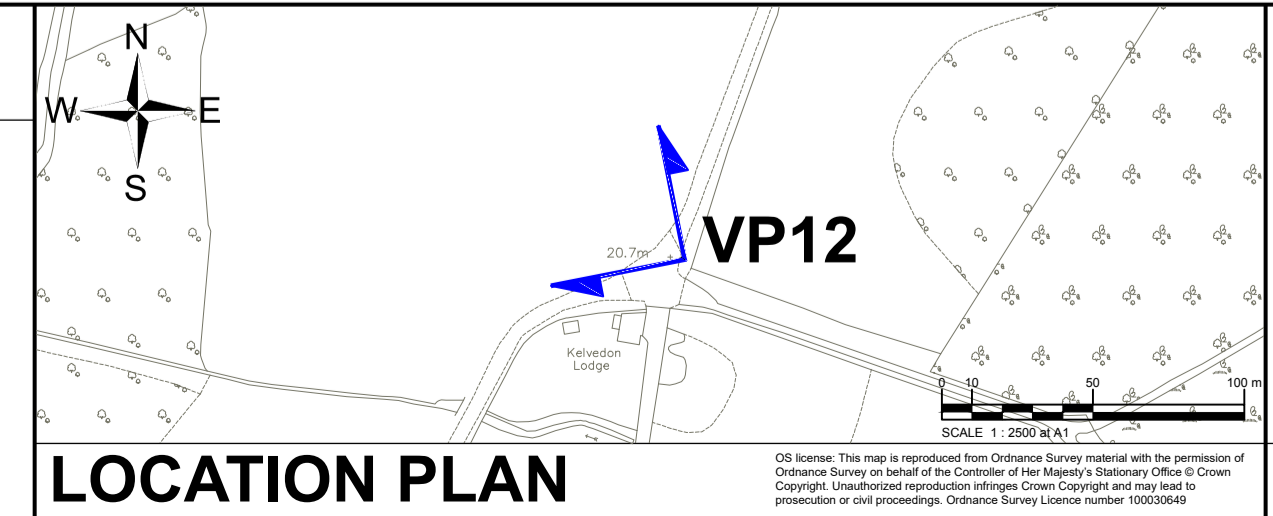 N
W E
S
VP12
20.7m
Kelvedon
Lodge
0 10 50 100 m
SCALE 1 : 2500 at A1
LOCATION PLAN
OS license: This map is reproduced from Ordnance Survey material with the permission of
Ordnance Survey on behalf of the Controller of Her Majesty's Stationary Office © Crown
Copyright. Unauthorized reproduction infringes Crown Copyright and may lead to
prosecution or civil proceedings. Ordnance Survey Licence number 100030649